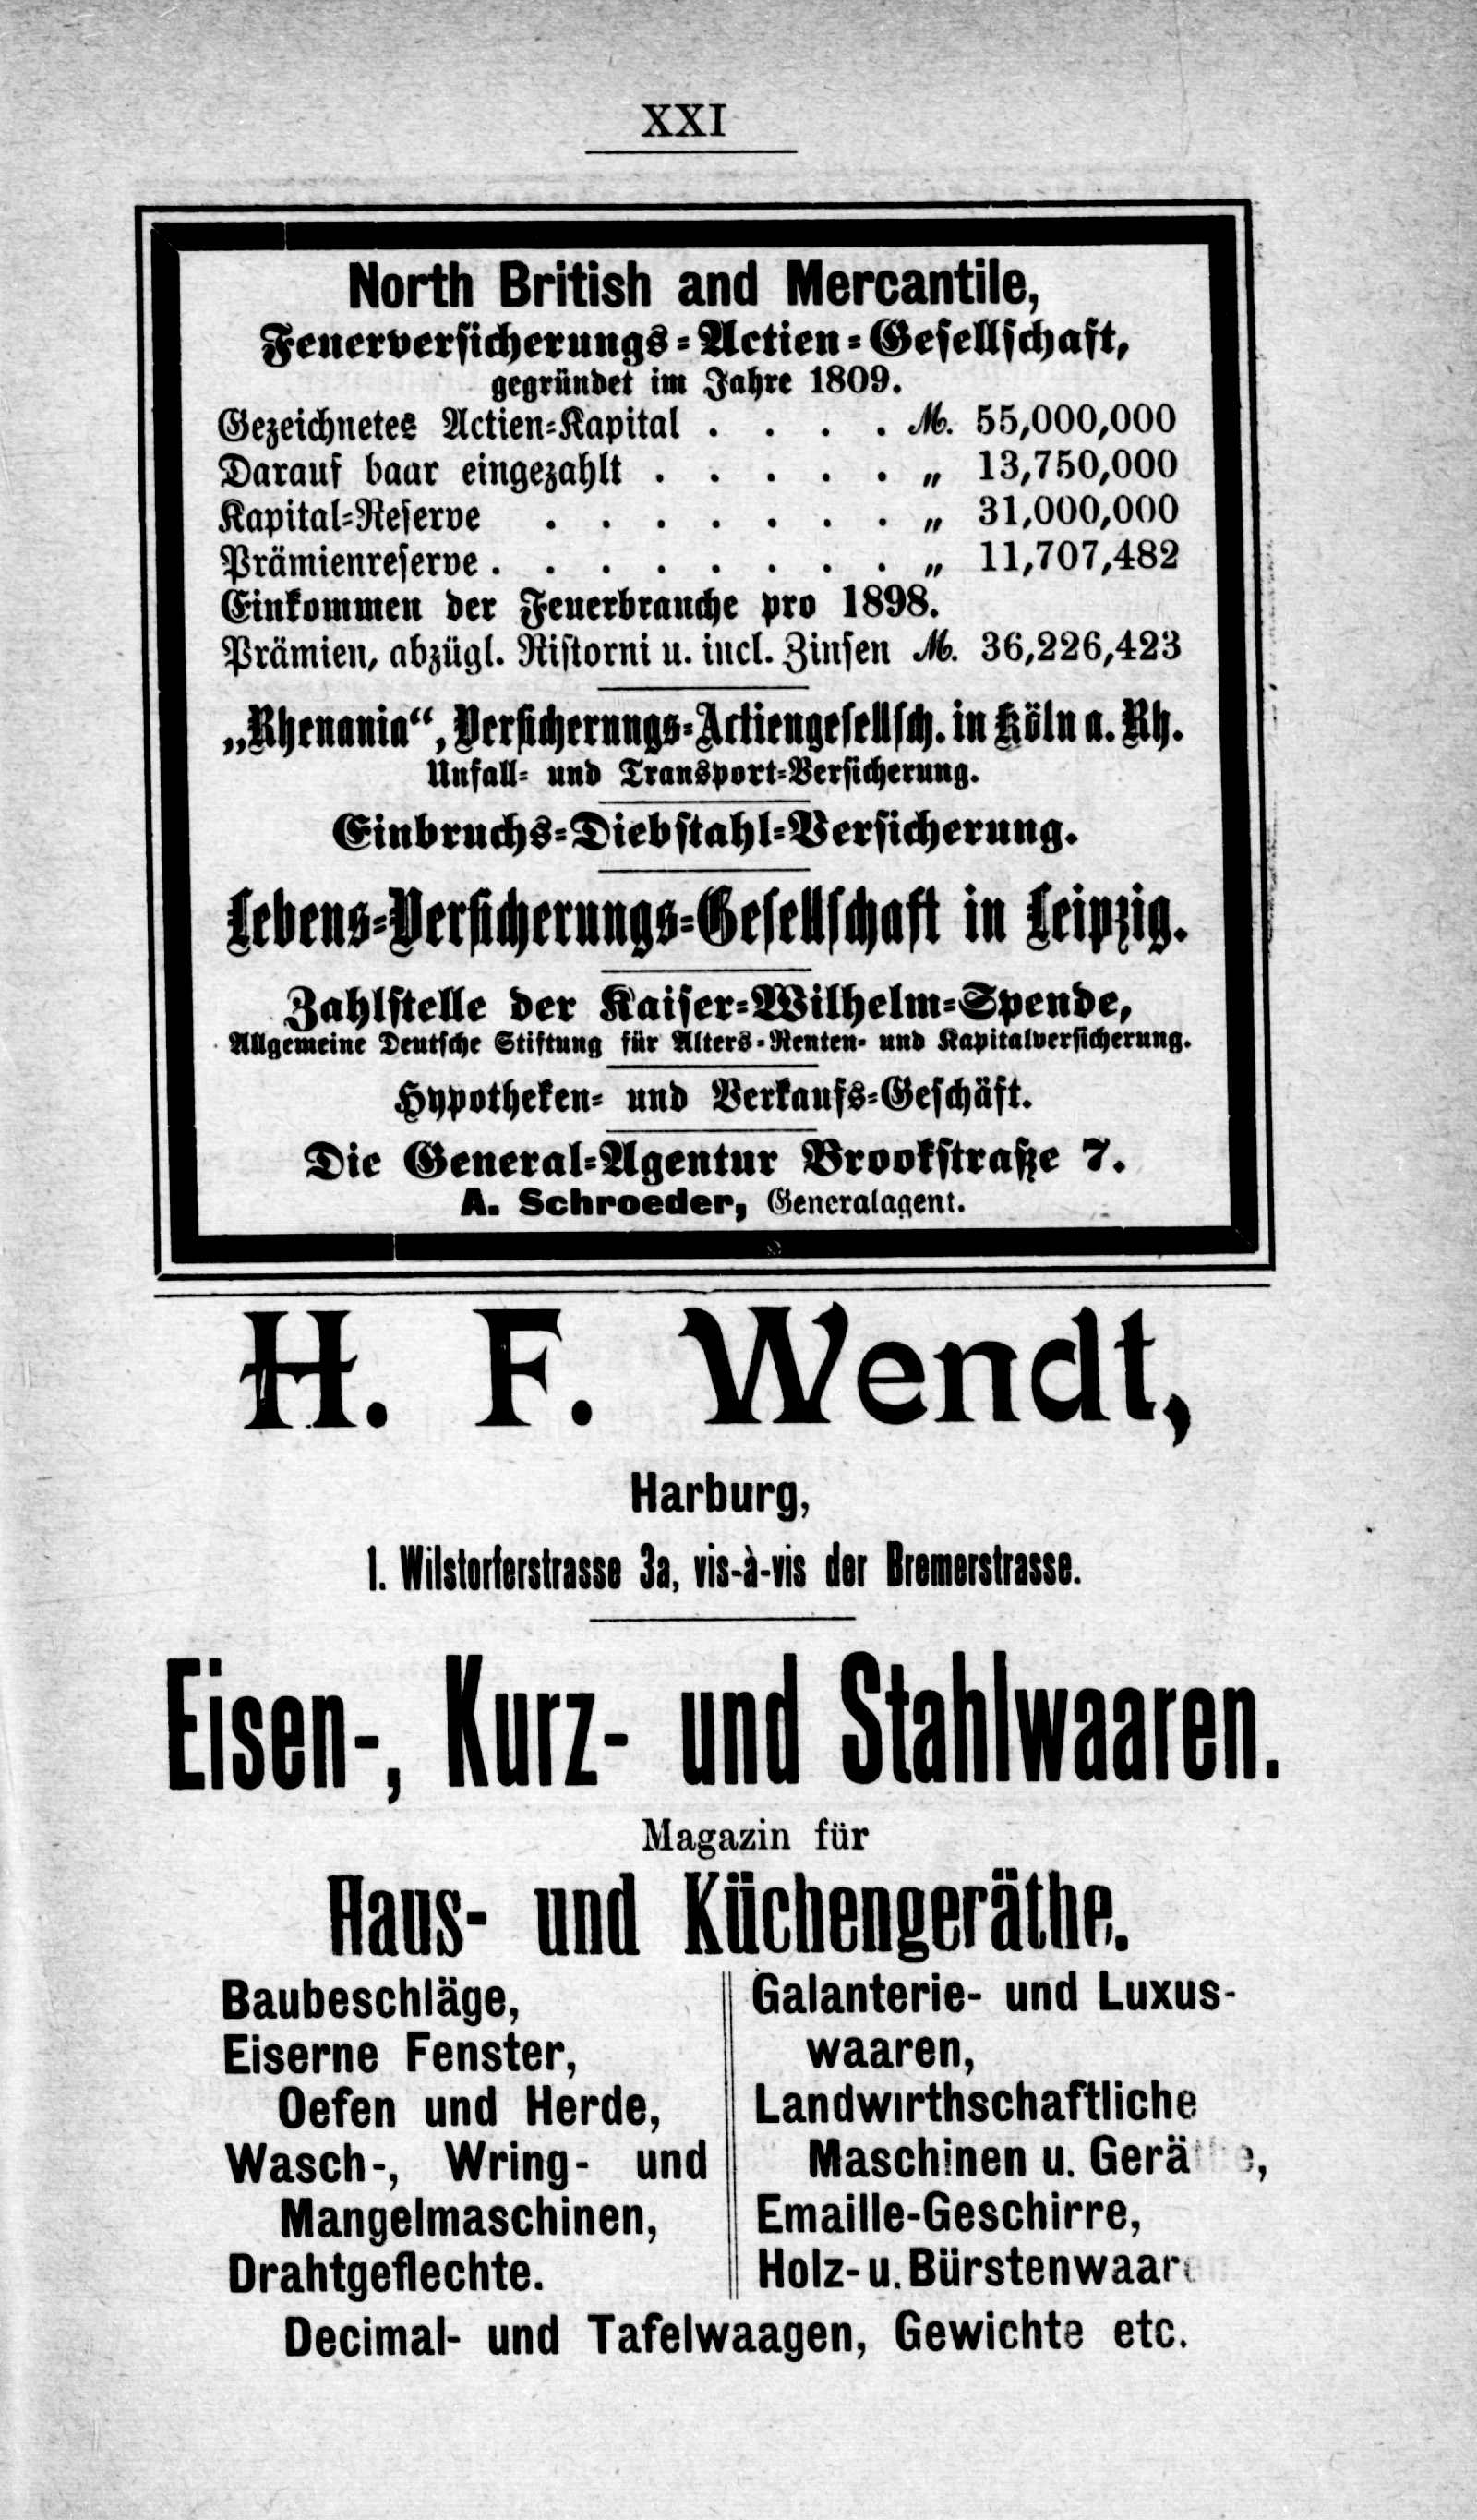 XXI
North British and Mercantile,
Feuerversicherungs-Actien-Gesellschaft,
gegründet im Jahre 1809.
Gezeichnetes Actien-Kapital . . . . M. 55,000,000
Darauf baar eingezahlt . . . . . „ 13,750,000
Kapital-Reserve . . . . . . . „ 31,000,000
Prämienreserve . . . . . . . . „ 11,707,482
Einkommen der Feuerbranche pro 1898.
Prämien, abzügl. Ristorni u. incl. Zinsen M. 36,226,423
„Rhenania“, Versicherungs-Actiengesellsch. in Köln a. Rh.
Unfall- und Transport-Versicherung.
Einbruchs-Diebstahl-Versicherung.
Lebens-Versicherungs-Gesellschaft in Leipzig.
Zahlstelle der Kaiser-Wilhelm-Spende,
Allgemeine Deutsche Stiftung für Alters-Renten- und Kapitalversicherung.
Hypotheken- und Verkaufs-Geschäft.
Die General-Agentur Brookstraße 7.
A. Schroeder, Generalagent.
H. F. Wendt,
Harburg,
1. Wilstorferstrasse 3a, vis-à-vis der Bremerstrasse.
Eisen-, Kurz- und Stahlwaaren.
Magazin für
Haus- und Küchengeräthe.
Baubeschläge,
Eiserne Fenster,
Oefen und Herde,
Wasch-, Wring- und
Mangelmaschinen,
Drahtgeflechte.
Galanterie- und Luxus-
waaren,
Landwirthschaftliche
Maschinen u. Geräthe,
Emaille-Geschirre,
Holz- u. Bürstenwaaren
Decimal- und Tafelwaagen, Gewichte etc.